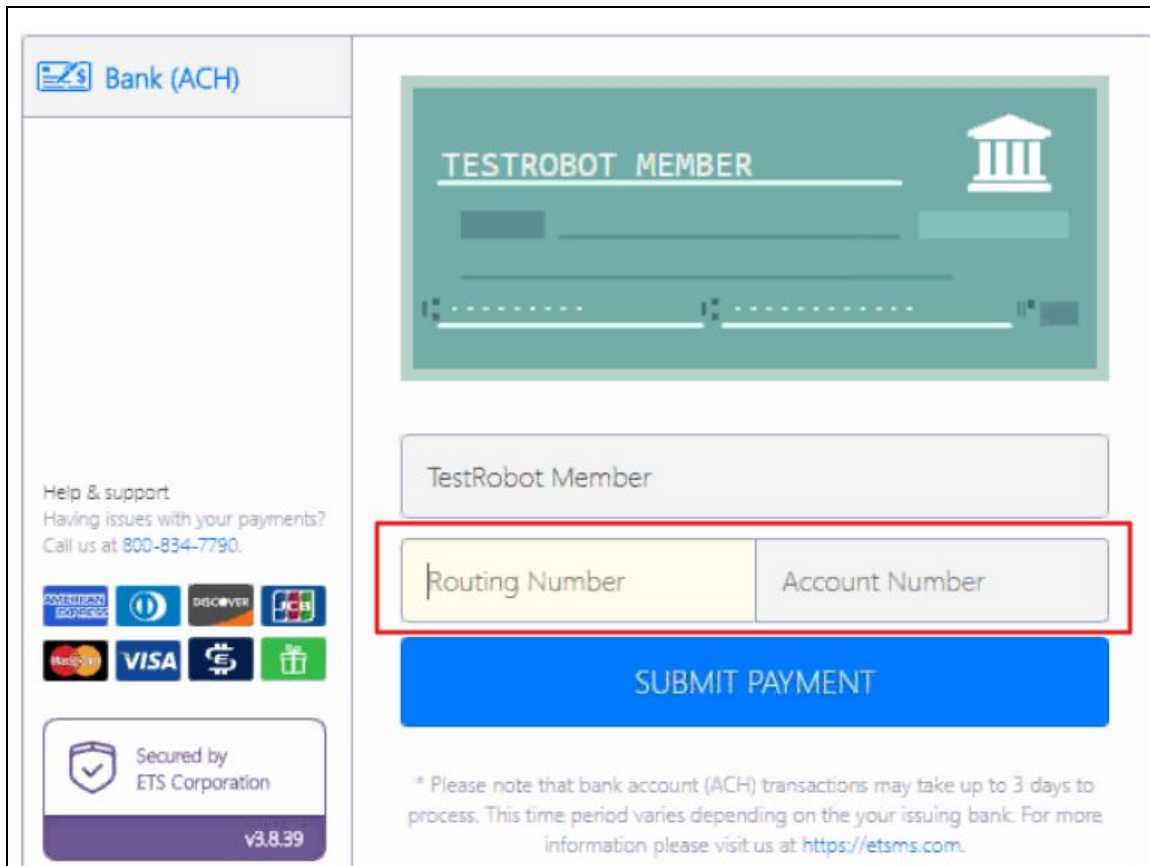 Bank (ACH)
TESTROBOT MEMBER
TestRobot Member
Routing Number
Account Number
SUBMIT PAYMENT
* Please note that bank account (ACH) transactions may take up to 3 days to
process. This time period varies depending on the your issuing bank. For more
information please visit us at https://etsms.com.
Help & support
Having issues with your payments?
Call us at 800-834-7790.
AMERICAN
EXPRESS
DISCOVER
JCB
MasterCard
VISA
Secured by
ETS Corporation
v3.8.39